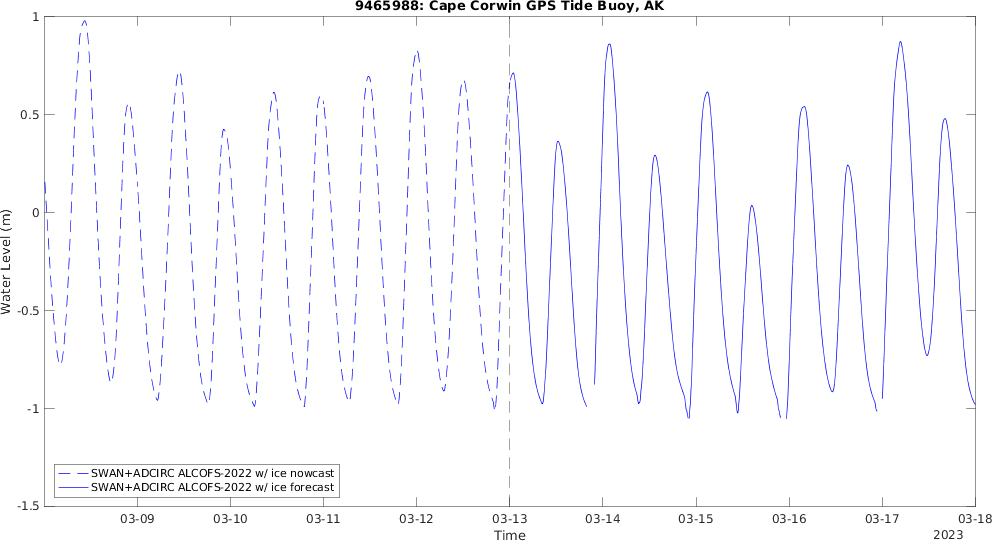 9465988: Cape Corwin GPS Tide Buoy, AK
1
0.5
0
-0.5
-1
-1.5
Water Level (m)
SWAN+ADCIRC ALCOFS-2022 w/ ice nowcast
SWAN+ADCIRC ALCOFS-2022 w/ ice forecast
03-09 03-10 03-11 03-12 03-13 03-14 03-15 03-16 03-17 03-18
Time
2023